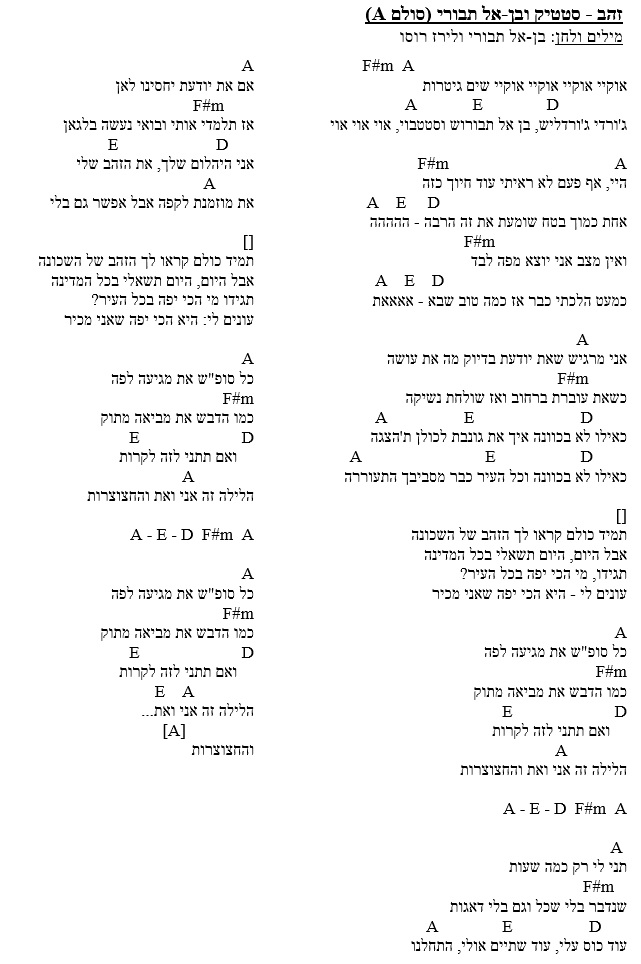 זהב - סטטיק ובן-אל תבורי (סולם A)
מילים ולחן: בן-אל תבורי ולירז רוסו
F#m A
אוקיי אוקיי אוקיי אוקיי שים גיטרות
A E D
ג'ורדי ג'ורדליש, בן אל תבורוש וסטטבוי, אוי אוי אוי
F#m A
היי, אף פעם לא ראיתי עוד חיוך כזה
A E D
אחת כמוך בטח שומעת את זה הרבה - הההההה
F#m
ואין מצב אני יוצא מפה לבד
A E D
כמעט הלכתי כבר אז כמה טוב שבא - אאאאת
A
אני מרגיש שאת יודעת בדיוק מה את עושה
F#m
כשאת עוברת ברחוב ואז שולחת נשיקה
A E D
כאילו לא בכוונה איך את גונבת לכולן ת'הצגה
A E D
כאילו לא בכוונה וכל העיר כבר מסביבך התעוררה
[]
תמיד כולם קראו לך הזהב של השכונה
אבל היום, היום תשאלי בכל המדינה
תגידו, מי הכי יפה בכל העיר?
עונים לי - היא הכי יפה שאני מכיר
A
כל סופ"ש את מגיעה לפה
F#m
כמו הדבש את מביאה מתוק
E D
ואם תתני לזה לקרות
A
הלילה זה אני ואת והחצוצרות
A - E - D F#m A
A
תני לי רק כמה שעות
F#m
שנדבר בלי שכל וגם בלי דאגות
A E D
עוד כוס עלי, עוד שתיים אולי, התחלנו
A
אם את יודעת יחסינו לאן
F#m
אז תלמדי אותי ובואי נעשה בלגאן
E D
אני היהלום שלך, את הזהב שלי
A
את מוזמנת לקפה אבל אפשר גם בלי
[]
תמיד כולם קראו לך הזהב של השכונה
אבל היום, היום תשאלי בכל המדינה
תגידו מי הכי יפה בכל העיר?
עונים לי: היא הכי יפה שאני מכיר
A
כל סופ"ש את מגיעה לפה
F#m
כמו הדבש את מביאה מתוק
E D
ואם תתני לזה לקרות
A
הלילה זה אני ואת והחצוצרות
A - E - D F#m A
A
כל סופ"ש את מגיעה לפה
F#m
כמו הדבש את מביאה מתוק
E D
ואם תתני לזה לקרות
E A
הלילה זה אני ואת...
[A]
והחצוצרות